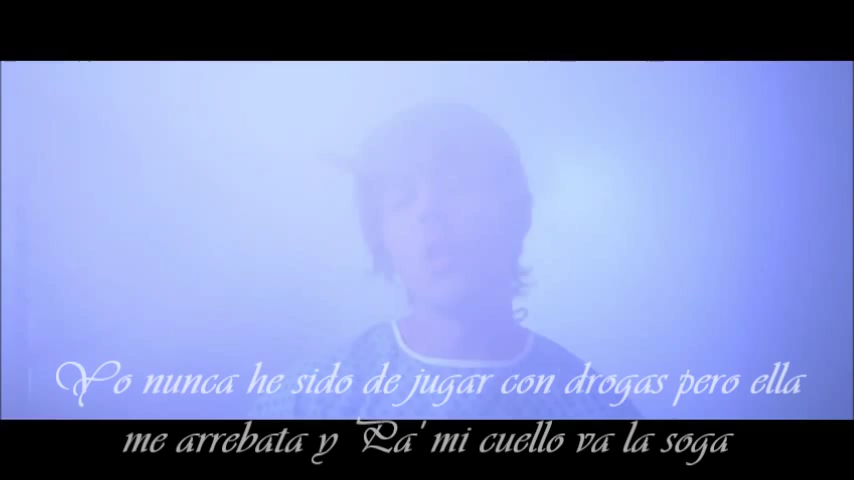 Yo nunca he sido de jugar con drogas pero ella
me arrebata y Pa' mi cuello va la soga